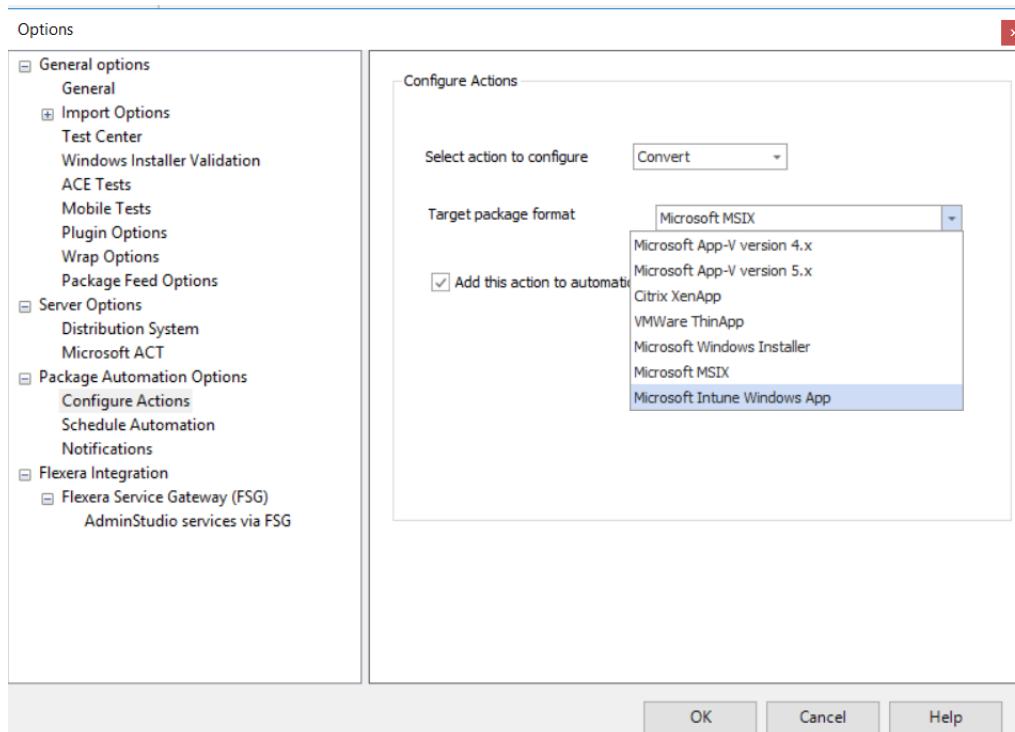 Options
General options
General
Import Options
Test Center
Windows Installer Validation
ACE Tests
Mobile Tests
Plugin Options
Wrap Options
Package Feed Options
Server Options
Distribution System
Microsoft ACT
Package Automation Options
Configure Actions
Schedule Automation
Notifications
Flexera Integration
Flexera Service Gateway (FSG)
AdminStudio services via FSG
Configure Actions
Select action to configure
Convert
Target package format
Microsoft MSIX
Microsoft App-V version 4.x
Microsoft App-V version 5.x
Add this action to automatic
Citrix XenApp
VMWare ThinApp
Microsoft Windows Installer
Microsoft MSIX
Microsoft Intune Windows App
OK
Cancel
Help